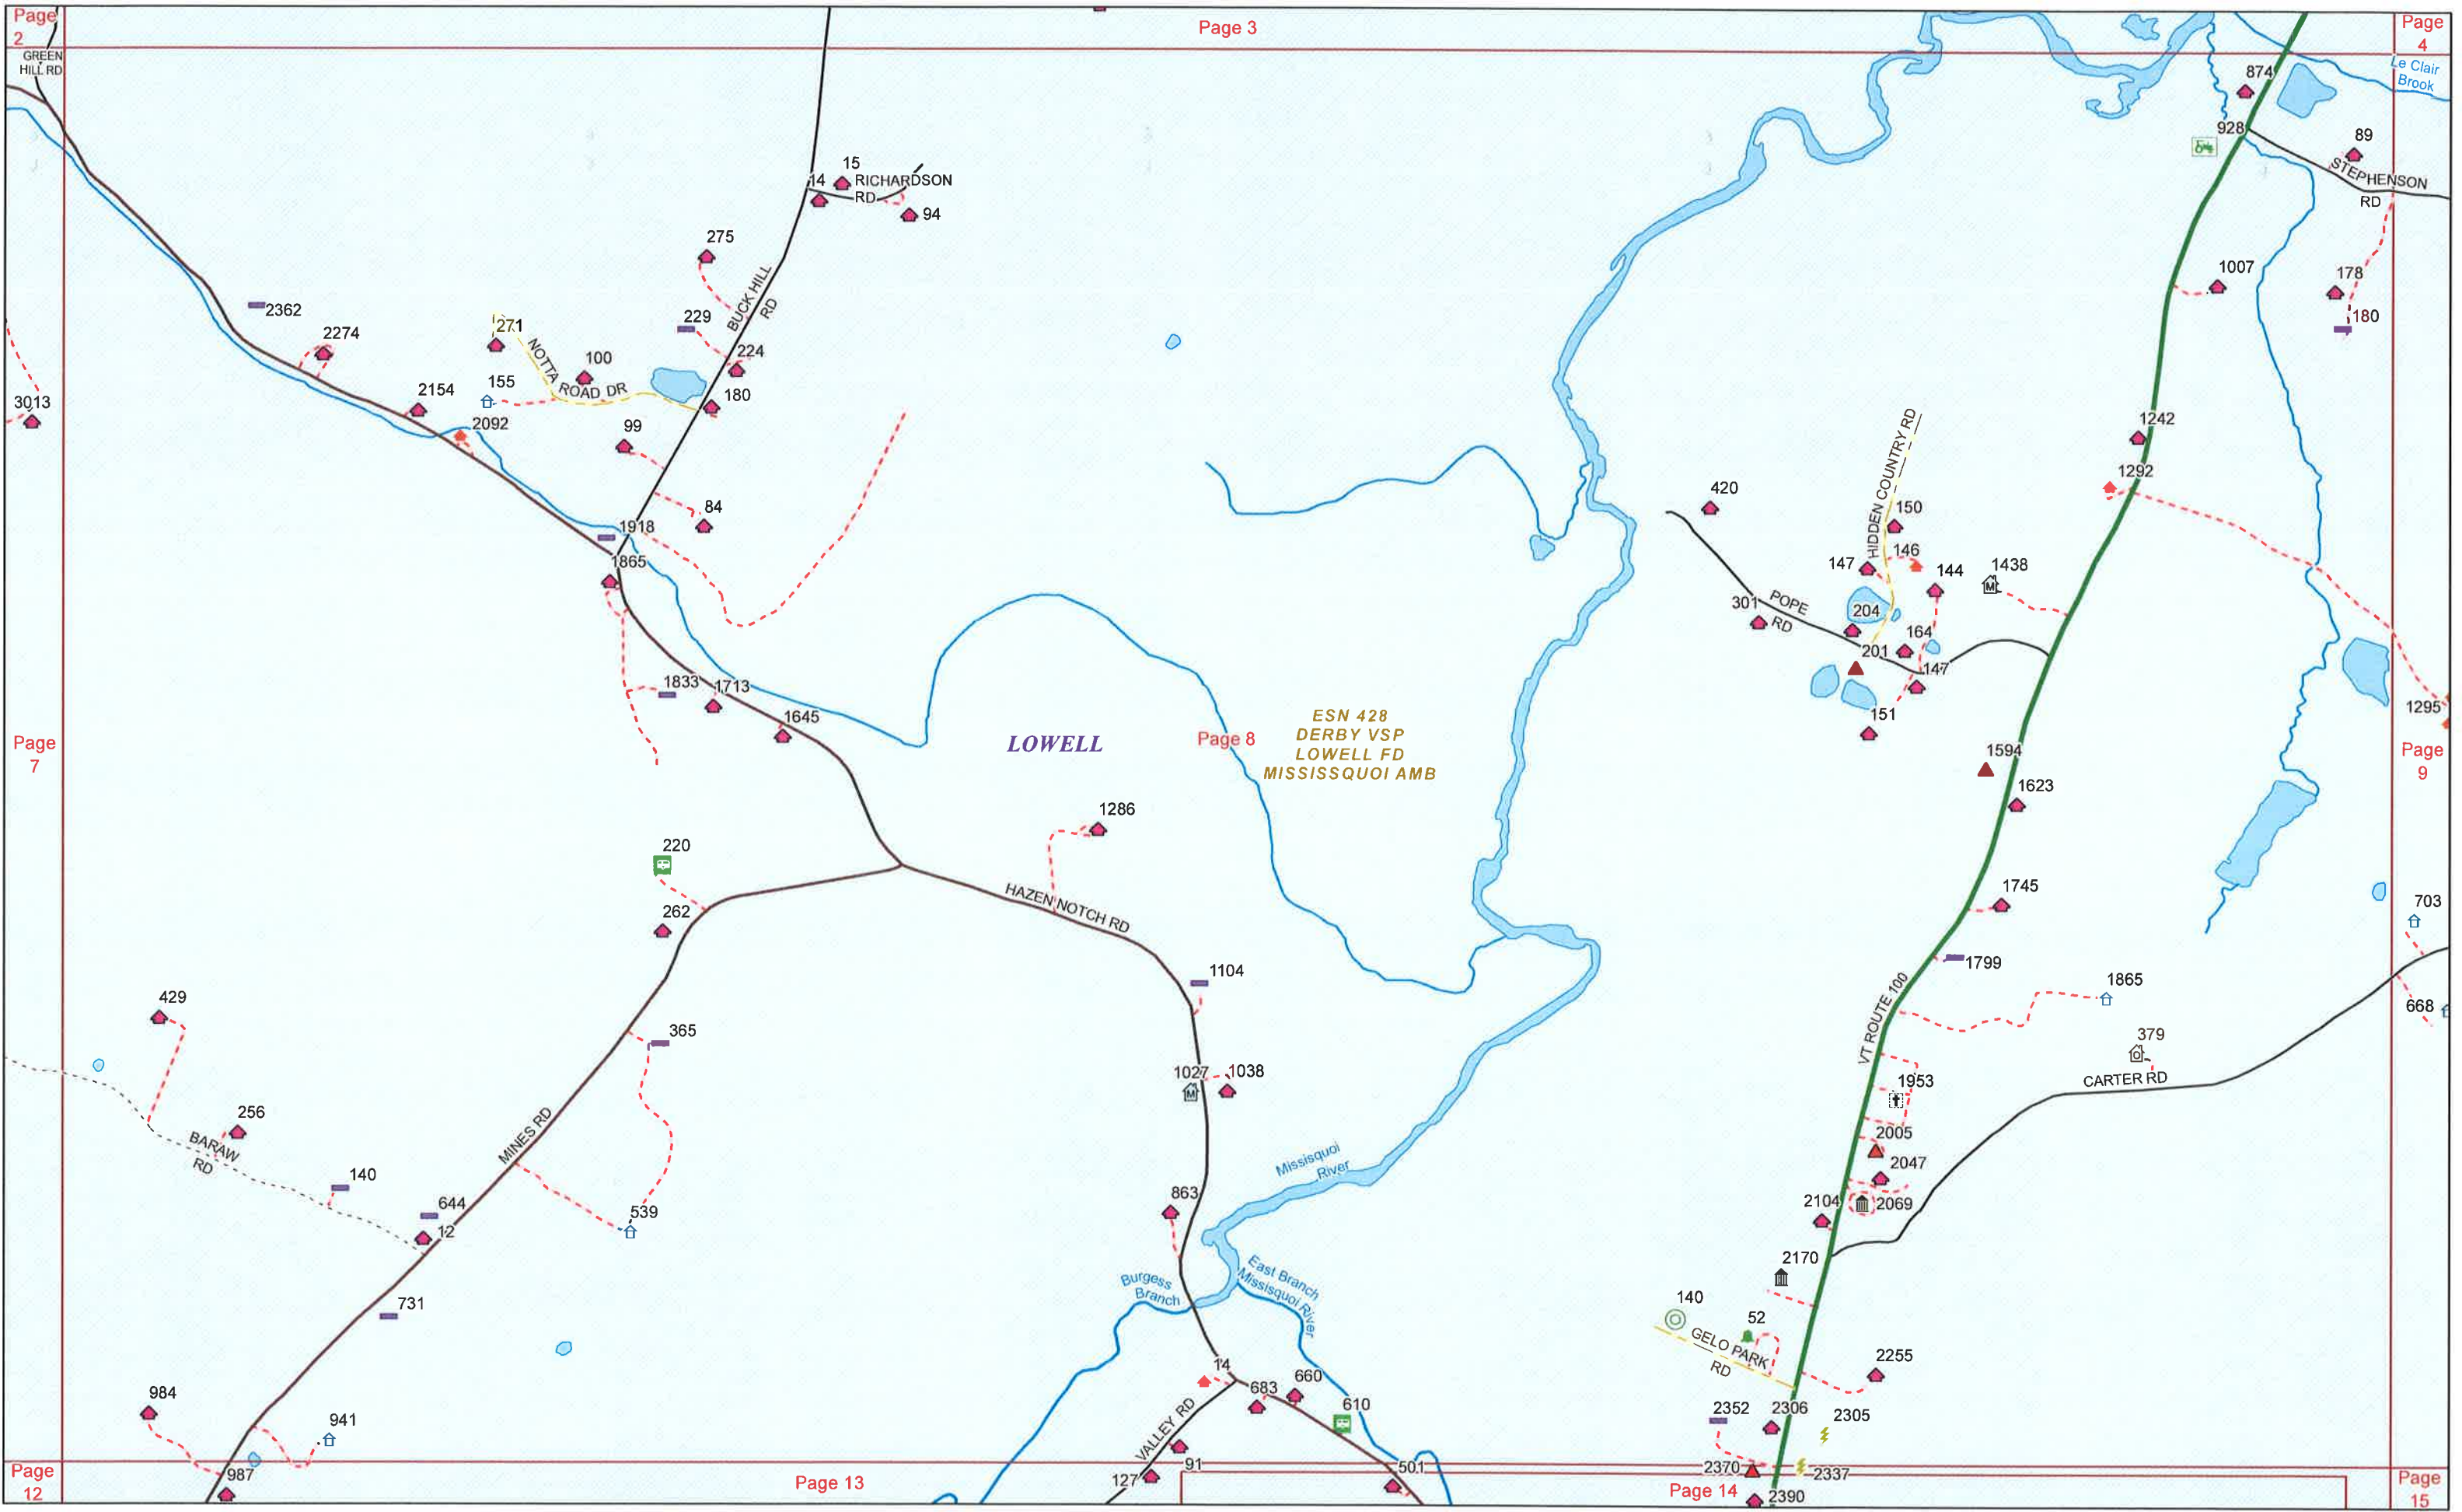 Page
2
Page 3
Page
4
GREEN
HILL RD
Le Clair
Brook
874
928
89
STEPHENSON
RD
15
14
RICHARDSON
RD
94
275
BUCK HILL
RD
1007
178
180
2362
229
271
2274
224
NOTTA
ROAD DR
100
155
2154
180
3013
2092
99
1242
HIDDEN COUNTRY RD
1292
420
84
150
1918
1865
147
146
144
1438
301
POPE
RD
204
164
201
147
1833
1713
1645
151
1295
LOWELL
Page 8
ESN 428
DERBY VSP
LOWELL FD
MISSISSQUOI AMB
Page
7
Page
9
1594
1623
1286
220
262
HAZEN NOTCH RD
1745
703
1104
1799
429
VT ROUTE 100
1865
668
365
379
CARTER RD
1027
1038
1953
256
BARAW
RD
MINES RD
2005
2047
Missisquoi
River
140
863
2104
2069
644
12
539
2170
Burgess
Branch
East Branch
Missisquoi River
731
140
52
GELO PARK
RD
14
2255
984
660
683
610
941
2352
2306
2305
VALLEY RD
Page
12
987
Page 13
127
91
501
2370
2337
Page 14
2390
Page
15